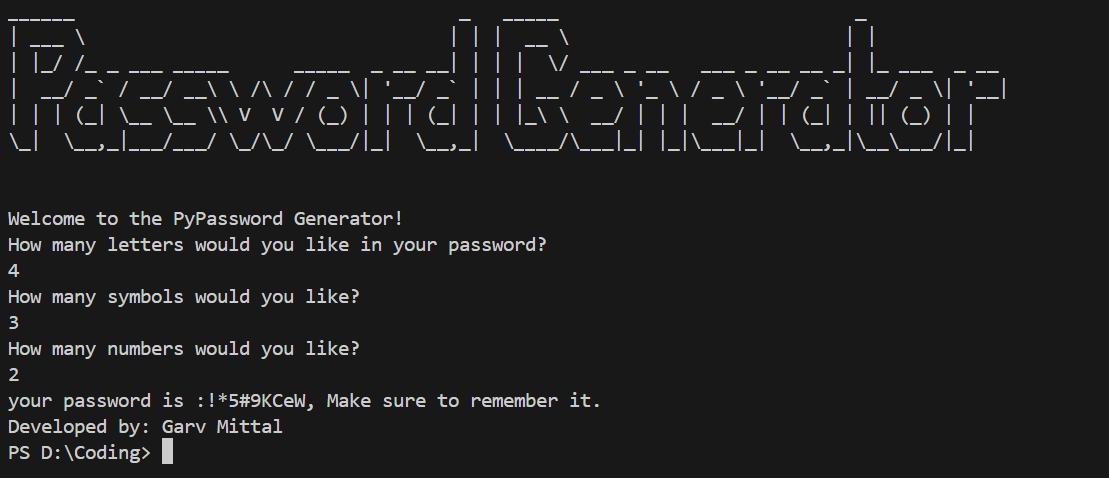 Password Generator
Welcome to the PyPassword Generator!
How many letters would you like in your password?
4
How many symbols would you like?
3
How many numbers would you like?
2
your password is :!*5#9KCeW, Make sure to remember it.
Developed by: Garv Mittal
PS D:\Coding>